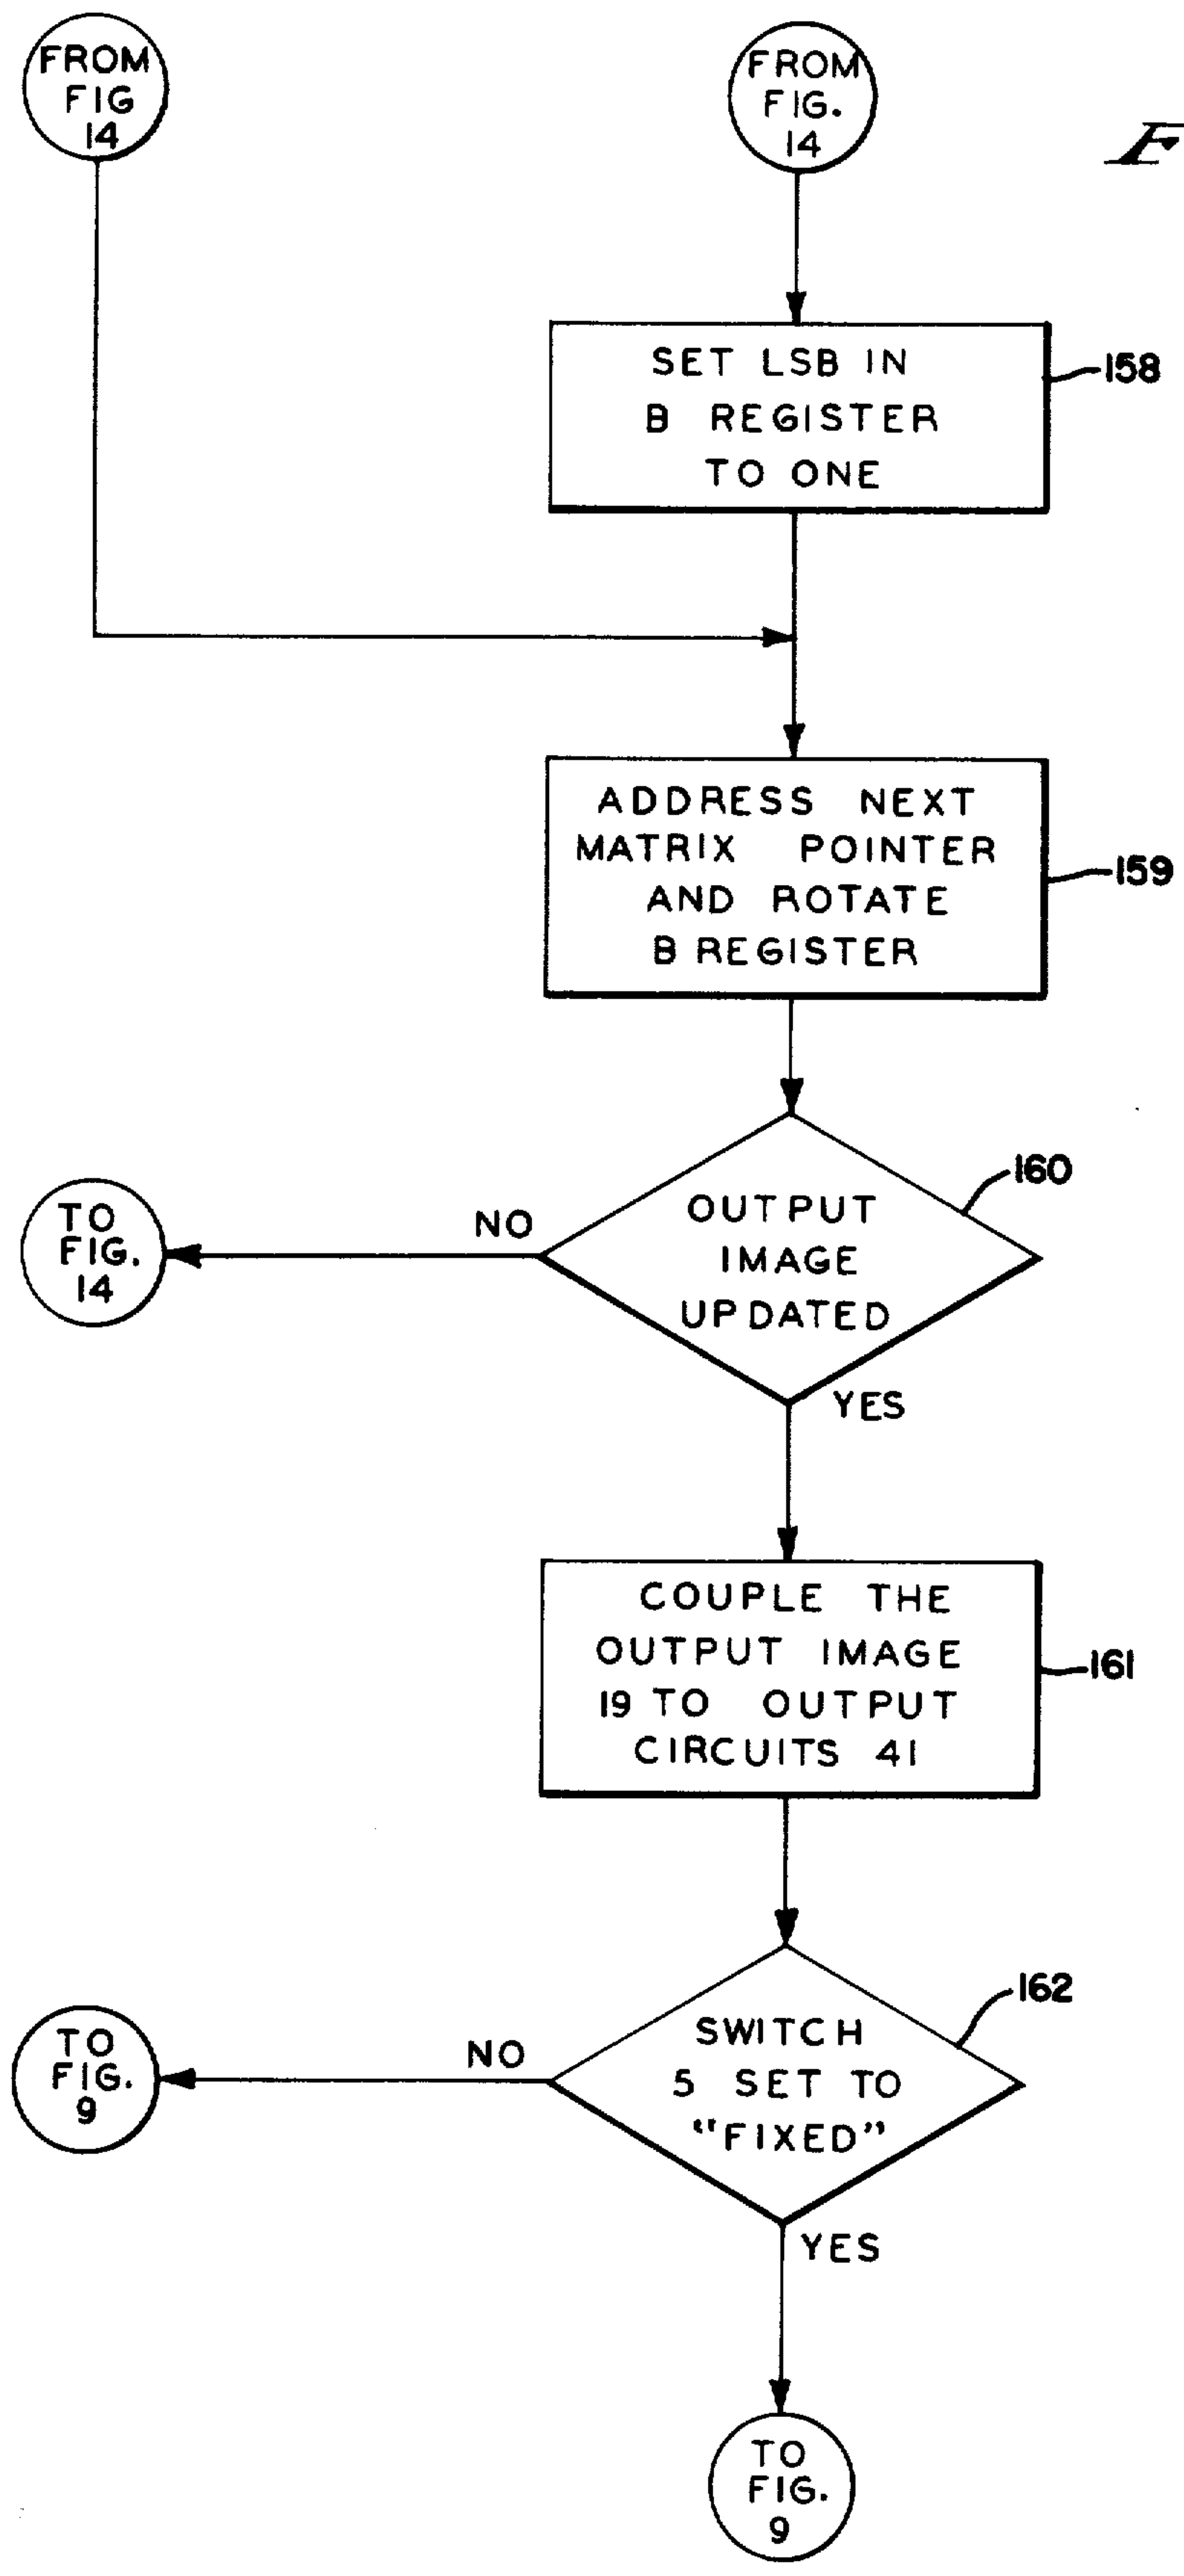 FROM
FIG
14
FROM
FIG.
14
F
SET LSB IN
B REGISTER
TO ONE
158
ADDRESS NEXT
MATRIX POINTER
AND ROTATE
B REGISTER
159
OUTPUT
IMAGE
UPDATED
160
NO
TO
FIG.
14
YES
COUPLE THE
OUTPUT IMAGE
19 TO OUTPUT
CIRCUITS 41
161
SWITCH
5 SET TO
"FIXED"
162
NO
TO
FIG.
9
YES
TO
FIG.
9